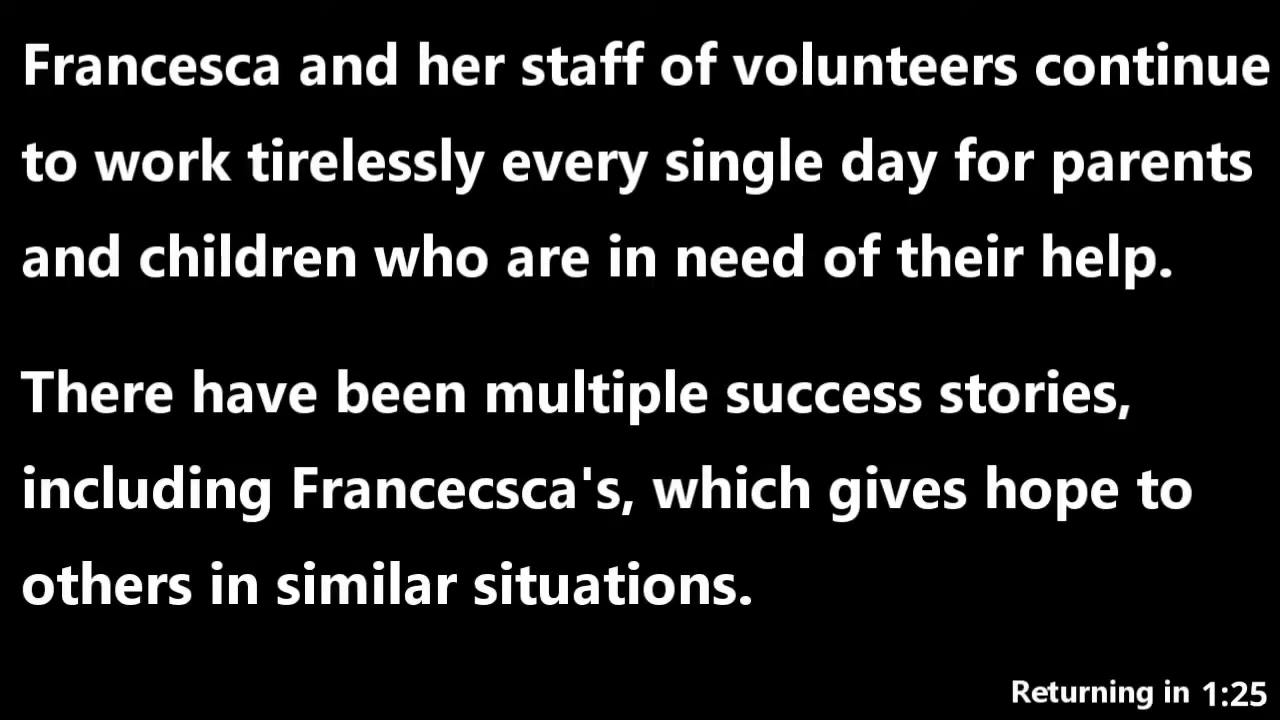 Francesca and her staff of volunteers continue
to work tirelessly every single day for parents
and children who are in need of their help.
There have been multiple success stories,
including Francecsca's, which gives hope to
others in similar situations.
Returning in 1:25